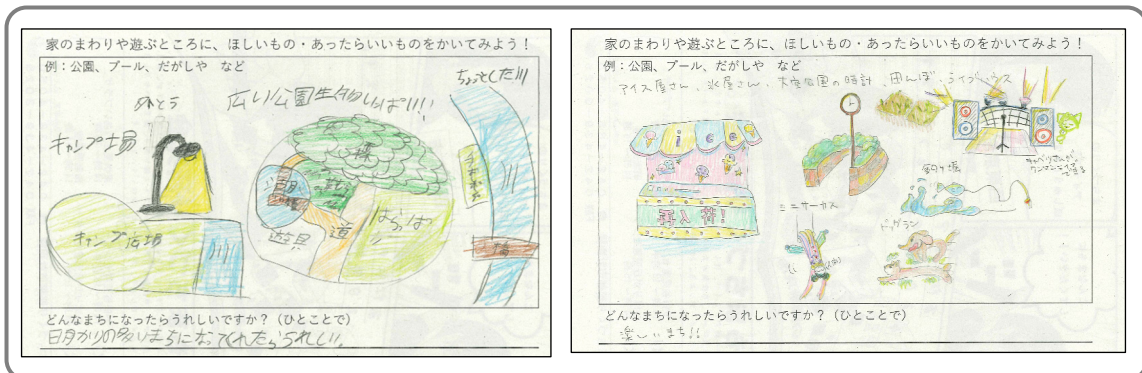 家のまわりや遊ぶところに、ほしいもの・あったらいいものをかいてみよう！
例：公園、プール、だがしや　など
ちょっとした川
広い公園生物いっぱい!!!
キャンプ場
キャンプ広場
川
池
橋
遊具
道
はらっぱ
橋
どんなまちになったらうれしいですか？（ひとことで）
明かりの多いまちになってくれたらうれしい。
家のまわりや遊ぶところに、ほしいもの・あったらいいものをかいてみよう！
例：公園、プール、だがしや　など
アイス屋さん、氷屋さん、大宮公園の時計、田んぼ、ライブハウス
ice
釣り堀
ミニサーカス
ドッグラン
どんなまちになったらうれしいですか？（ひとことで）
楽しいまち!!